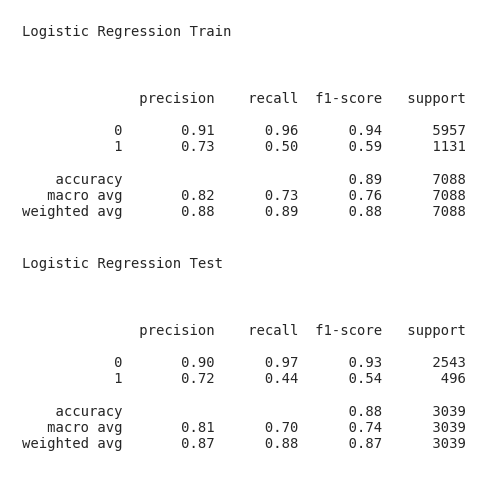 Logistic Regression Train
precision recall f1-score support
0 0.91 0.96 0.94 5957
1 0.73 0.50 0.59 1131
accuracy 0.89 7088
macro avg 0.82 0.73 0.76 7088
weighted avg 0.88 0.89 0.88 7088
Logistic Regression Test
precision recall f1-score support
0 0.90 0.97 0.93 2543
1 0.72 0.44 0.54 496
accuracy 0.88 3039
macro avg 0.81 0.70 0.74 3039
weighted avg 0.87 0.88 0.87 3039